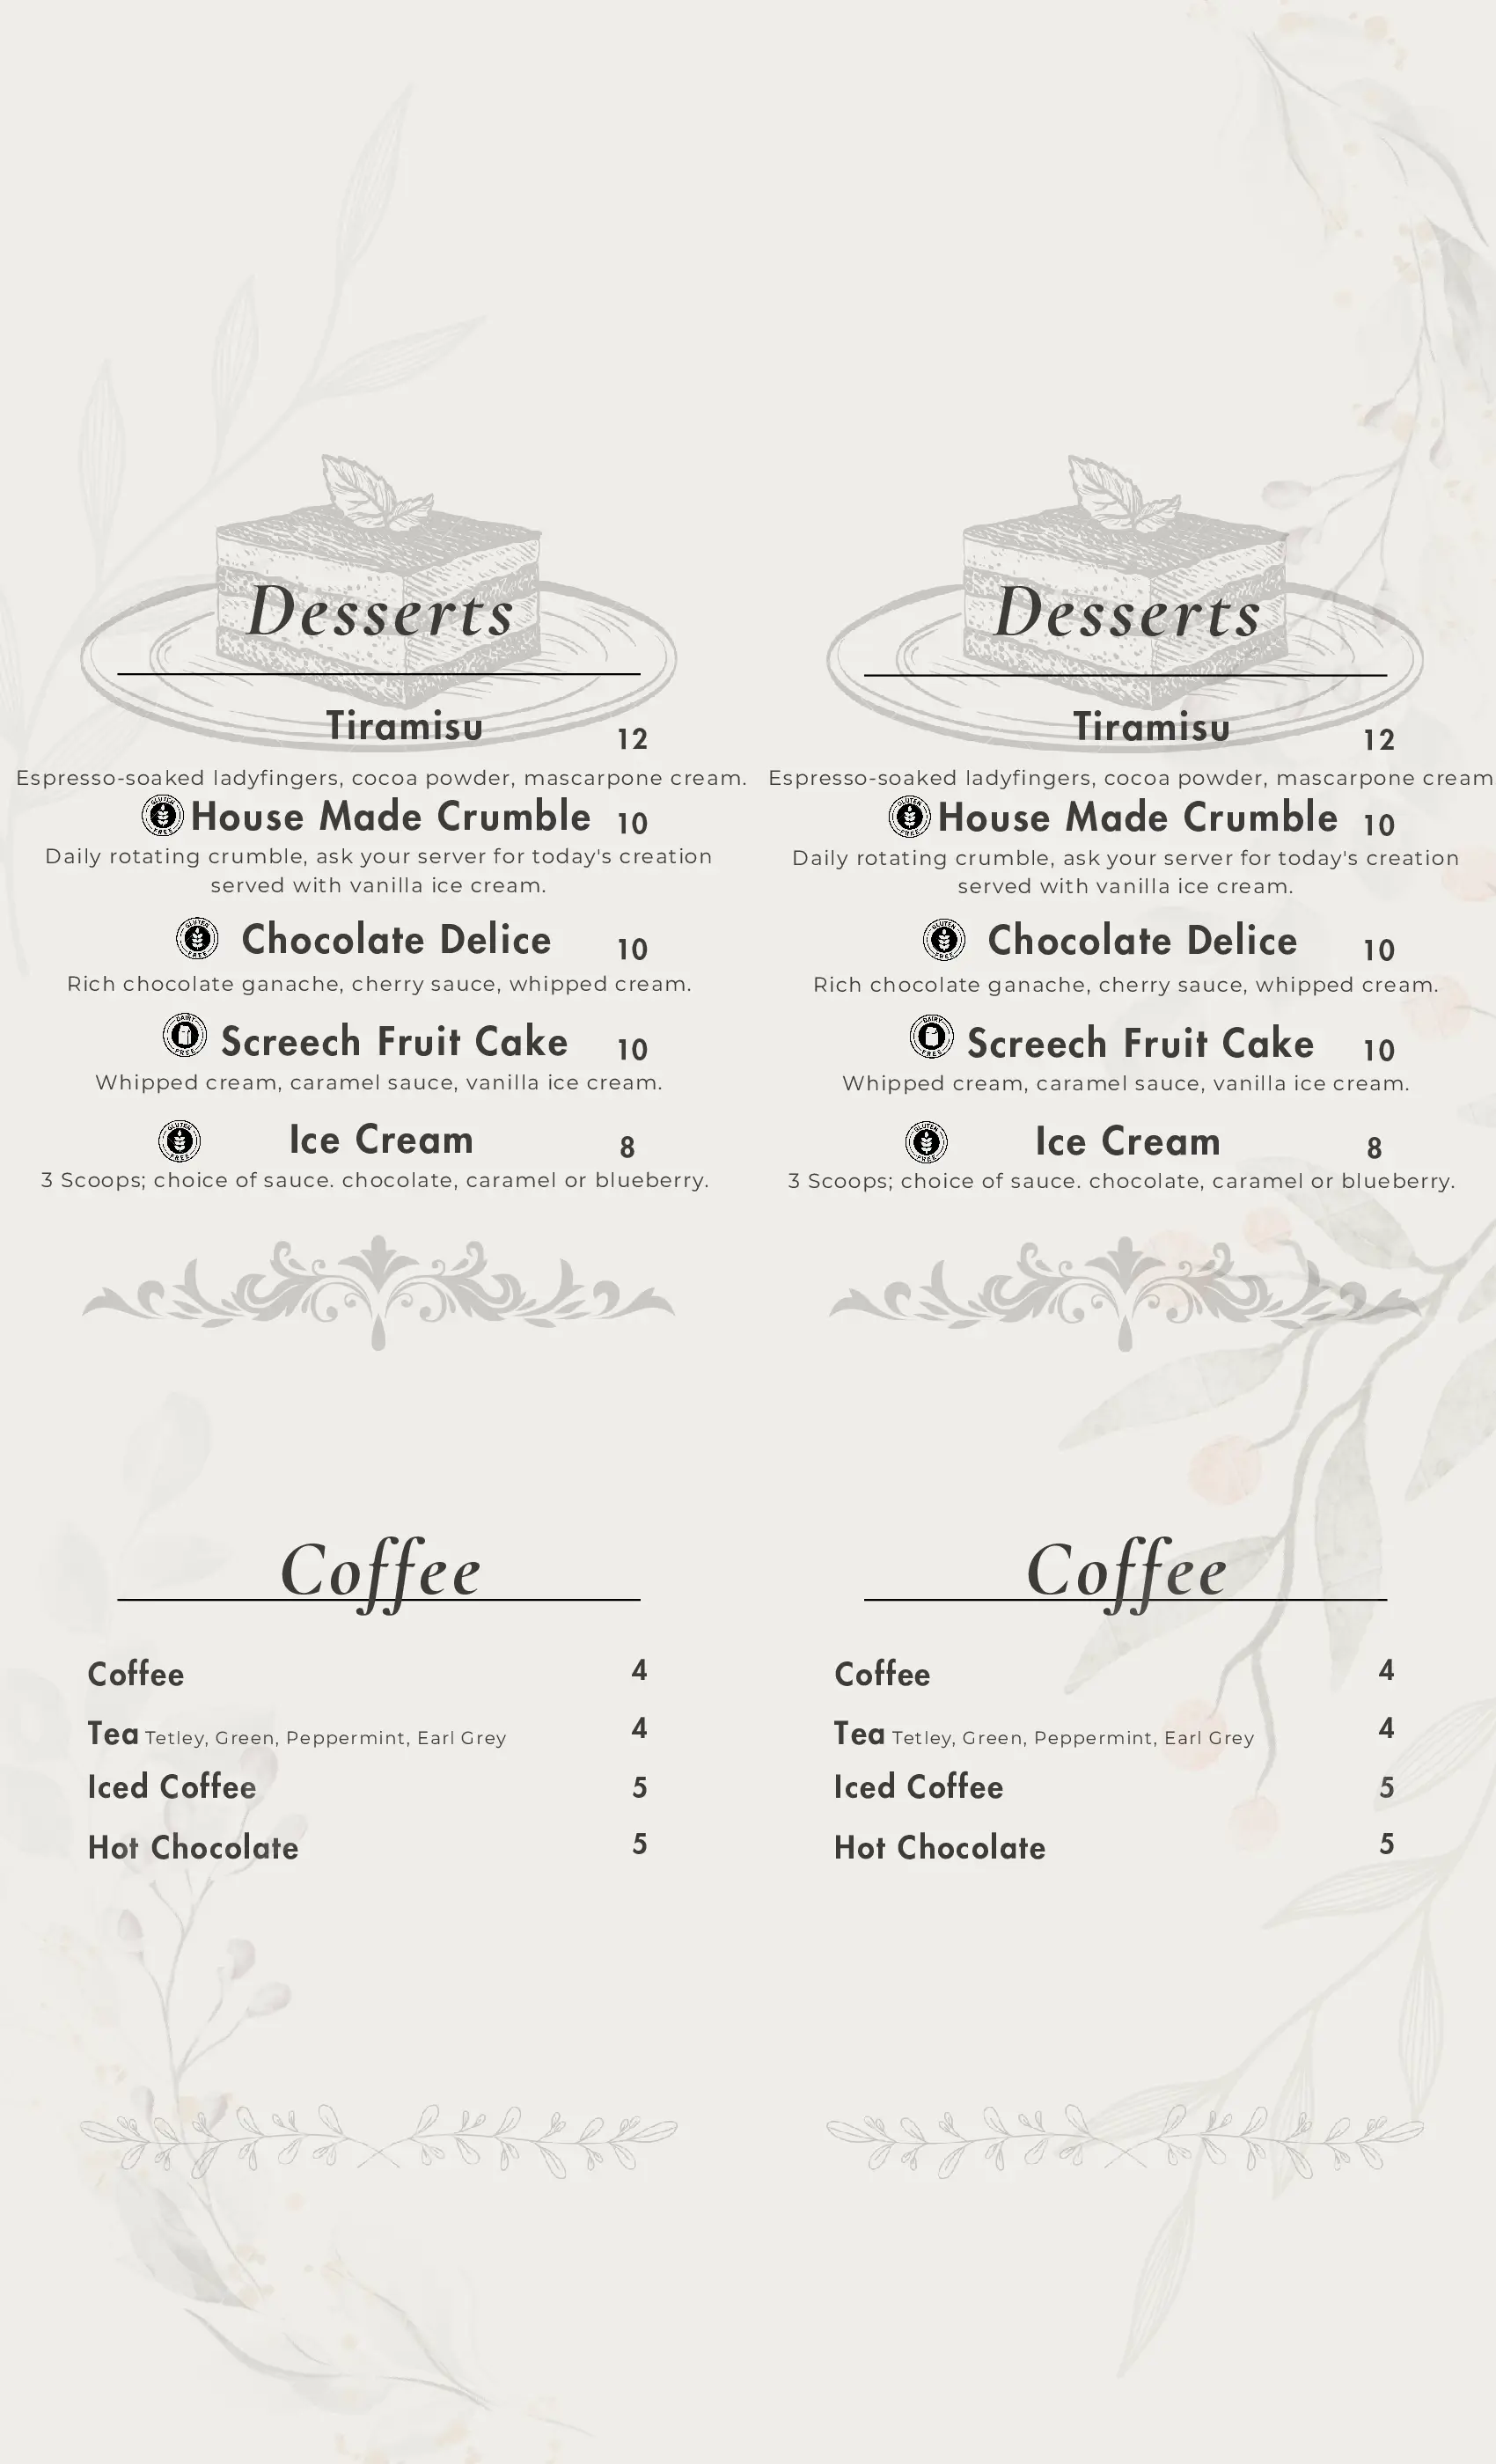 Desserts
Tiramisu 12
Espresso-soaked ladyfingers, cocoa powder, mascarpone cream.
GLUTEN FREE House Made Crumble 10
Daily rotating crumble, ask your server for today's creation
served with vanilla ice cream.
GLUTEN FREE Chocolate Delice 10
Rich chocolate ganache, cherry sauce, whipped cream.
DAIRY FREE Screech Fruit Cake 10
Whipped cream, caramel sauce, vanilla ice cream.
GLUTEN FREE Ice Cream 8
3 Scoops; choice of sauce. chocolate, caramel or blueberry.
Coffee
Coffee 4
Tea Tetley, Green, Peppermint, Earl Grey 4
Iced Coffee 5
Hot Chocolate 5
Desserts
Tiramisu 12
Espresso-soaked ladyfingers, cocoa powder, mascarpone cream
GLUTEN FREE House Made Crumble 10
Daily rotating crumble, ask your server for today's creation
served with vanilla ice cream.
GLUTEN FREE Chocolate Delice 10
Rich chocolate ganache, cherry sauce, whipped cream.
DAIRY FREE Screech Fruit Cake 10
Whipped cream, caramel sauce, vanilla ice cream.
GLUTEN FREE Ice Cream 8
3 Scoops; choice of sauce. chocolate, caramel or blueberry.
Coffee
Coffee 4
Tea Tetley, Green, Peppermint, Earl Grey 4
Iced Coffee 5
Hot Chocolate 5